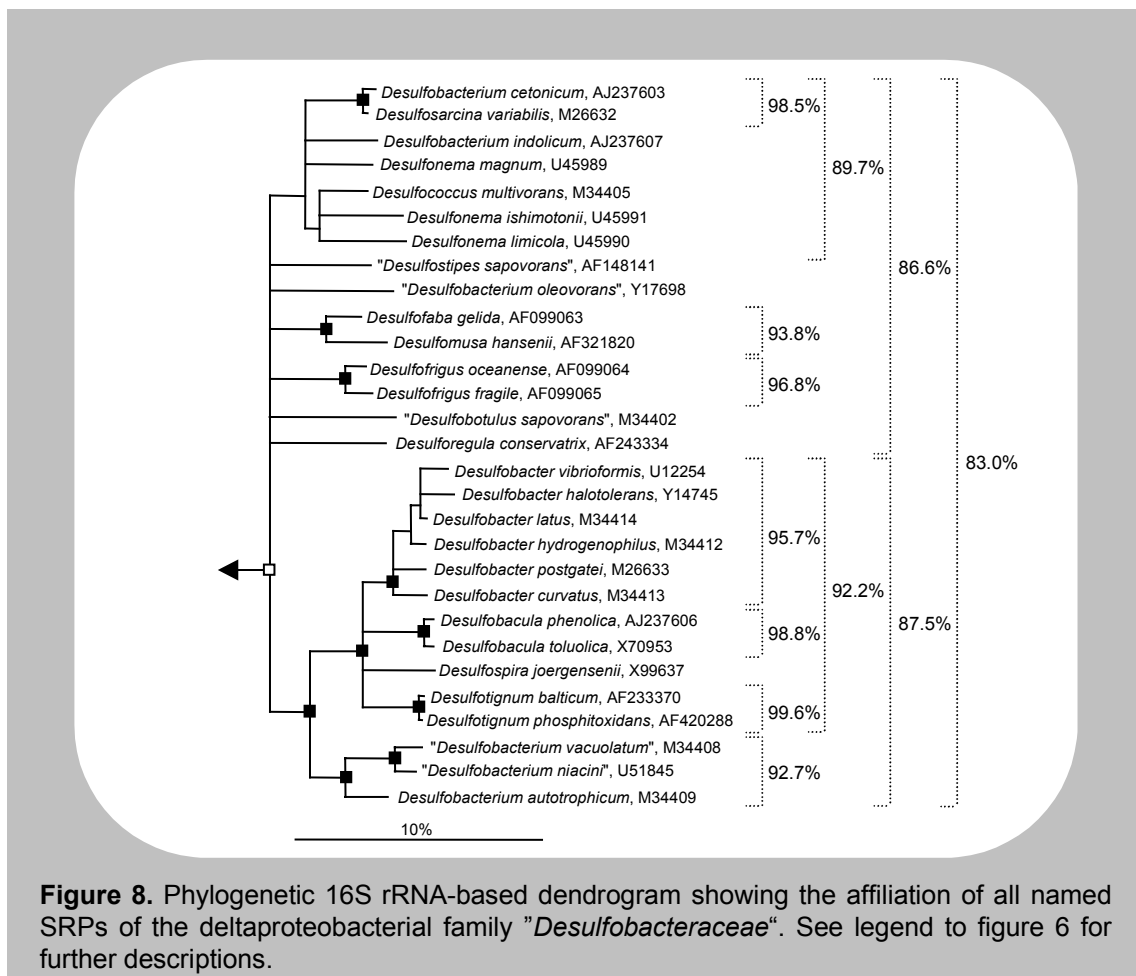 Desulfobacterium cetonicum, AJ237603
Desulfosarcina variabilis, M26632
98.5%
Desulfobacterium indolicum, AJ237607
Desulfonema magnum, U45989
89.7%
Desulfococcus multivorans, M34405
Desulfonema ishimotonii, U45991
Desulfonema limicola, U45990
"Desulfostipes sapovorans", AF148141
86.6%
"Desulfobacterium oleovorans", Y17698
Desulfofaba gelida, AF099063
93.8%
Desulfomusa hansenii, AF321820
Desulfofrigus oceanense, AF099064
96.8%
Desulfofrigus fragile, AF099065
"Desulfobotulus sapovorans", M34402
Desulforegula conservatrix, AF243334
83.0%
Desulfobacter vibrioformis, U12254
Desulfobacter halotolerans, Y14745
Desulfobacter latus, M34414
95.7%
Desulfobacter hydrogenophilus, M34412
Desulfobacter postgatei, M26633
92.2%
Desulfobacter curvatus, M34413
Desulfobacula phenolica, AJ237606
87.5%
98.8%
Desulfobacula toluolica, X70953
Desulfospira joergensenii, X99637
Desulfotignum balticum, AF233370
99.6%
Desulfotignum phosphitoxidans, AF420288
"Desulfobacterium vacuolatum", M34408
"Desulfobacterium niacini", U51845
92.7%
Desulfobacterium autotrophicum, M34409
10%
Figure 8. Phylogenetic 16S rRNA-based dendrogram showing the affiliation of all named
SRPs of the deltaproteobacterial family ”Desulfobacteraceae“. See legend to figure 6 for
further descriptions.